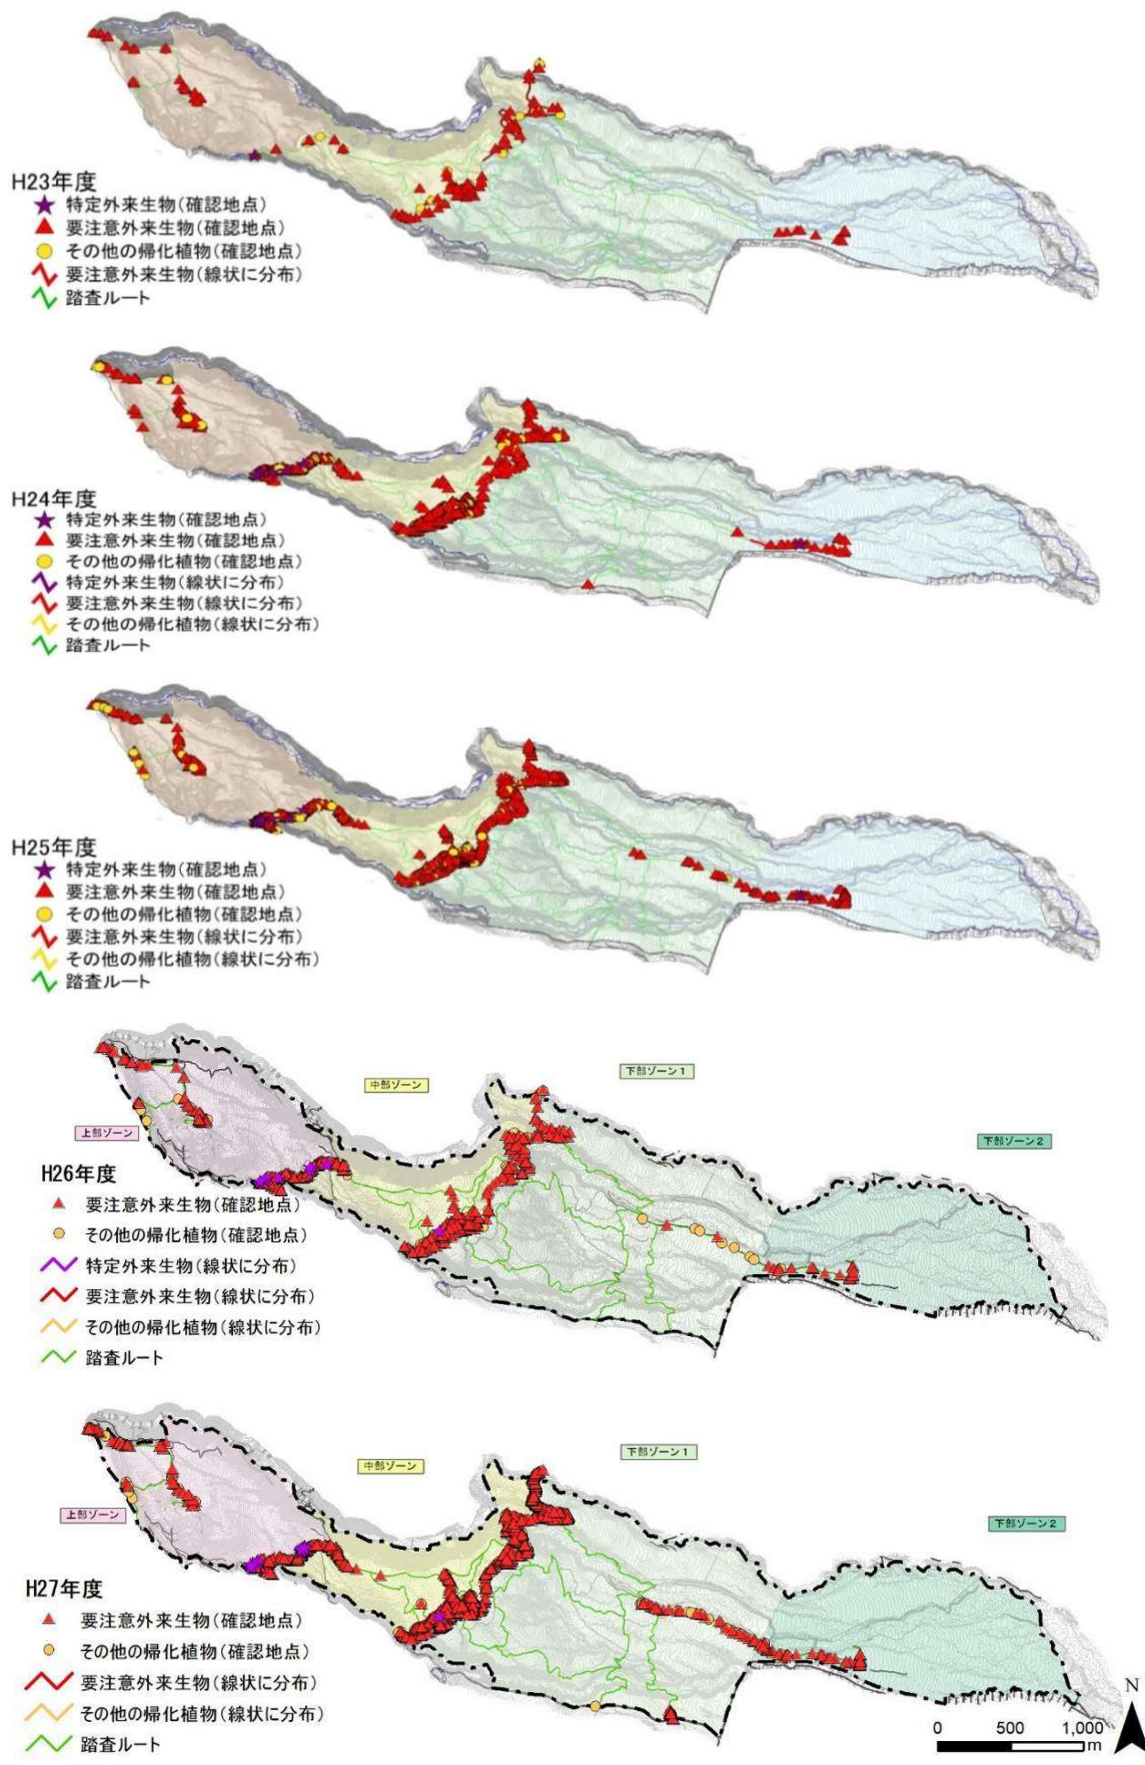 H23年度
特定外来生物(確認地点)
要注意外来生物(確認地点)
その他の帰化植物(確認地点)
要注意外来生物(線状に分布)
踏査ルート
H24年度
特定外来生物(確認地点)
要注意外来生物(確認地点)
その他の帰化植物(確認地点)
特定外来生物(線状に分布)
要注意外来生物(線状に分布)
その他の帰化植物(線状に分布)
踏査ルート
H25年度
特定外来生物(確認地点)
要注意外来生物(確認地点)
その他の帰化植物(確認地点)
要注意外来生物(線状に分布)
その他の帰化植物(線状に分布)
踏査ルート
下部ゾーン1
中部ゾーン
上部ゾーン
下部ゾーン2
H26年度
要注意外来生物(確認地点)
その他の帰化植物(確認地点)
特定外来生物(線状に分布)
要注意外来生物(線状に分布)
その他の帰化植物(線状に分布)
踏査ルート
下部ゾーン1
中部ゾーン
上部ゾーン
下部ゾーン2
H27年度
要注意外来生物(確認地点)
その他の帰化植物(確認地点)
要注意外来生物(線状に分布)
その他の帰化植物(線状に分布)
踏査ルート
N
0 500 1,000
m